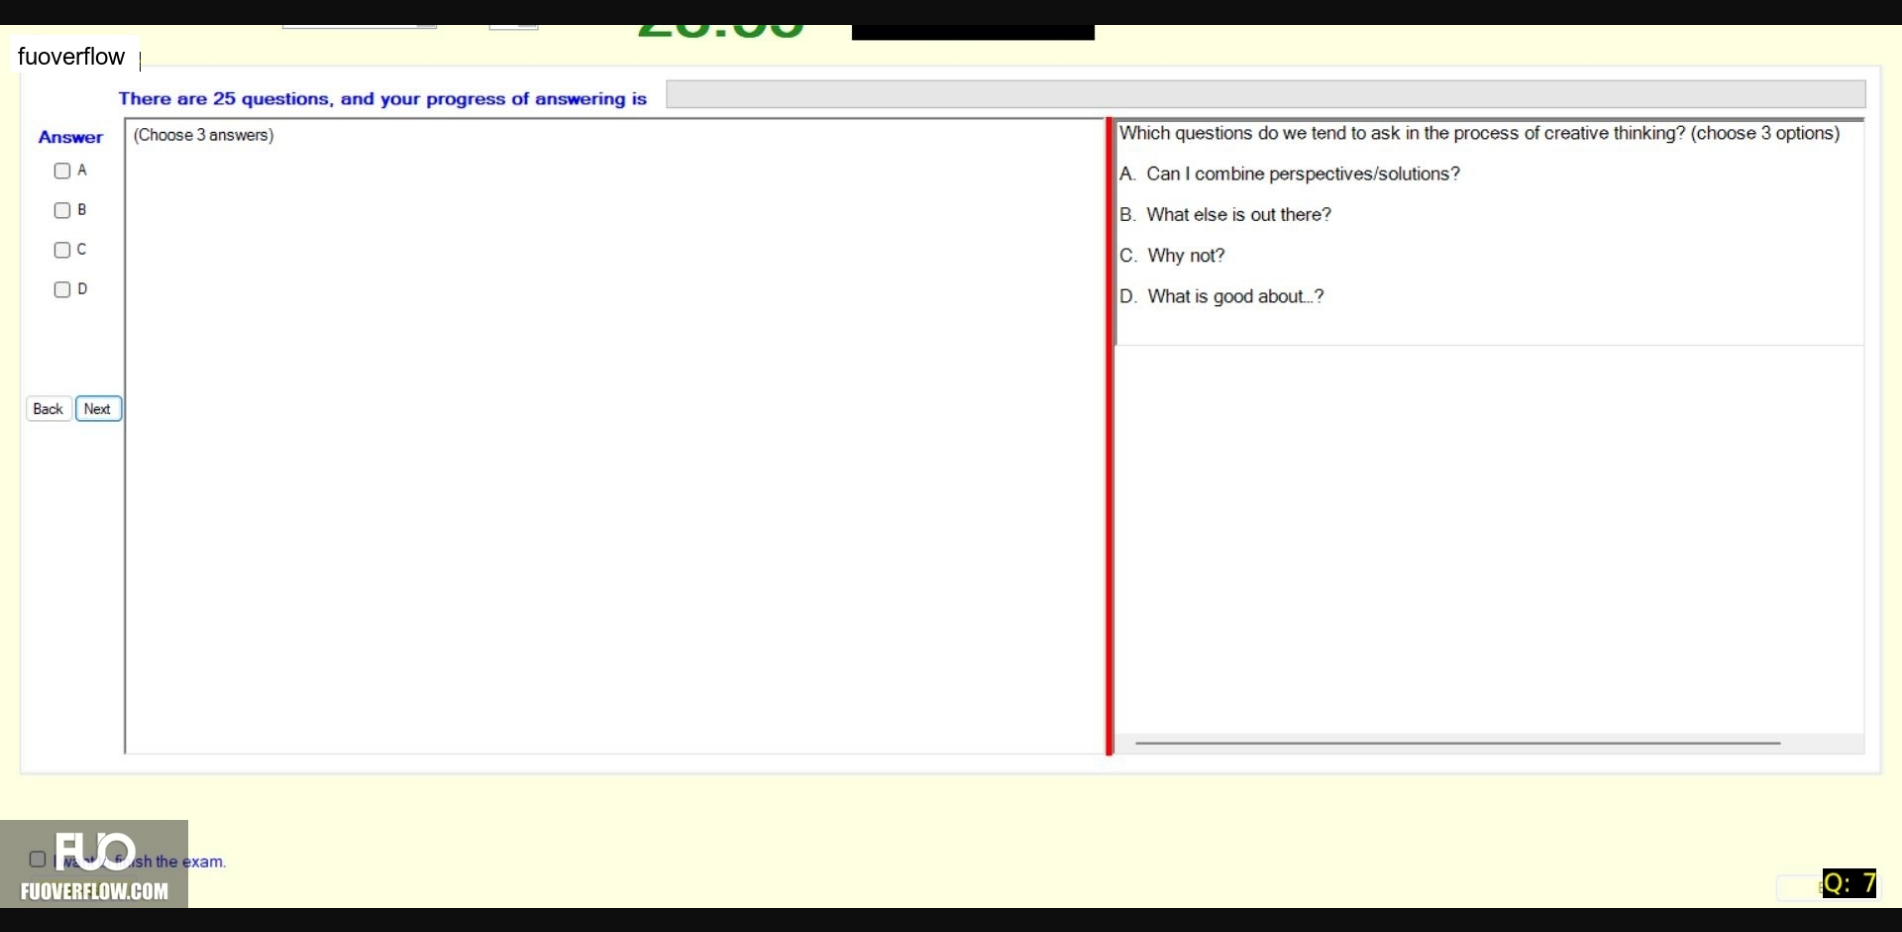 fuoverflow
There are 25 questions, and your progress of answering is
Answer
(Choose 3 answers)
A
B
C
D
Back Next
Which questions do we tend to ask in the process of creative thinking? (choose 3 options)
A. Can I combine perspectives/solutions?
B. What else is out there?
C. Why not?
D. What is good about...?
finish the exam.
FUO
FUOVERFLOW.COM
Q: 7